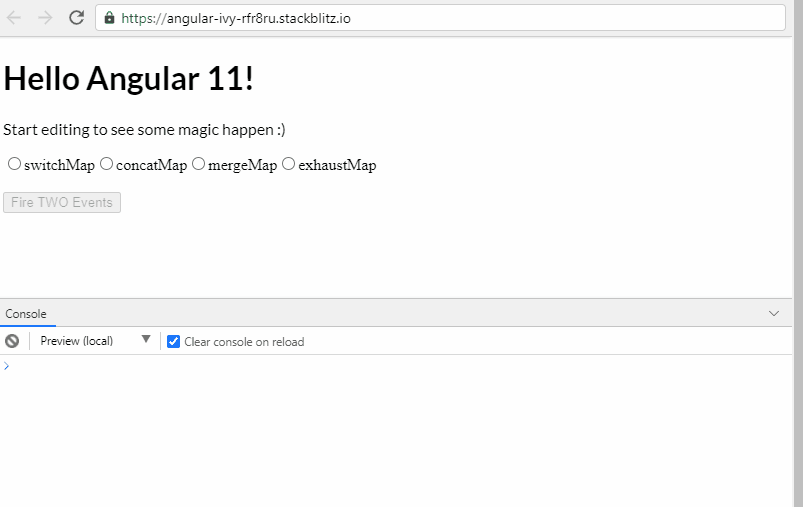 https://angular-ivy-rfr8ru.stackblitz.io
Hello Angular 11!
Start editing to see some magic happen :)
switchMap concatMap mergeMap exhaustMap
Fire TWO Events
Console
Preview (local) Clear console on reload
>